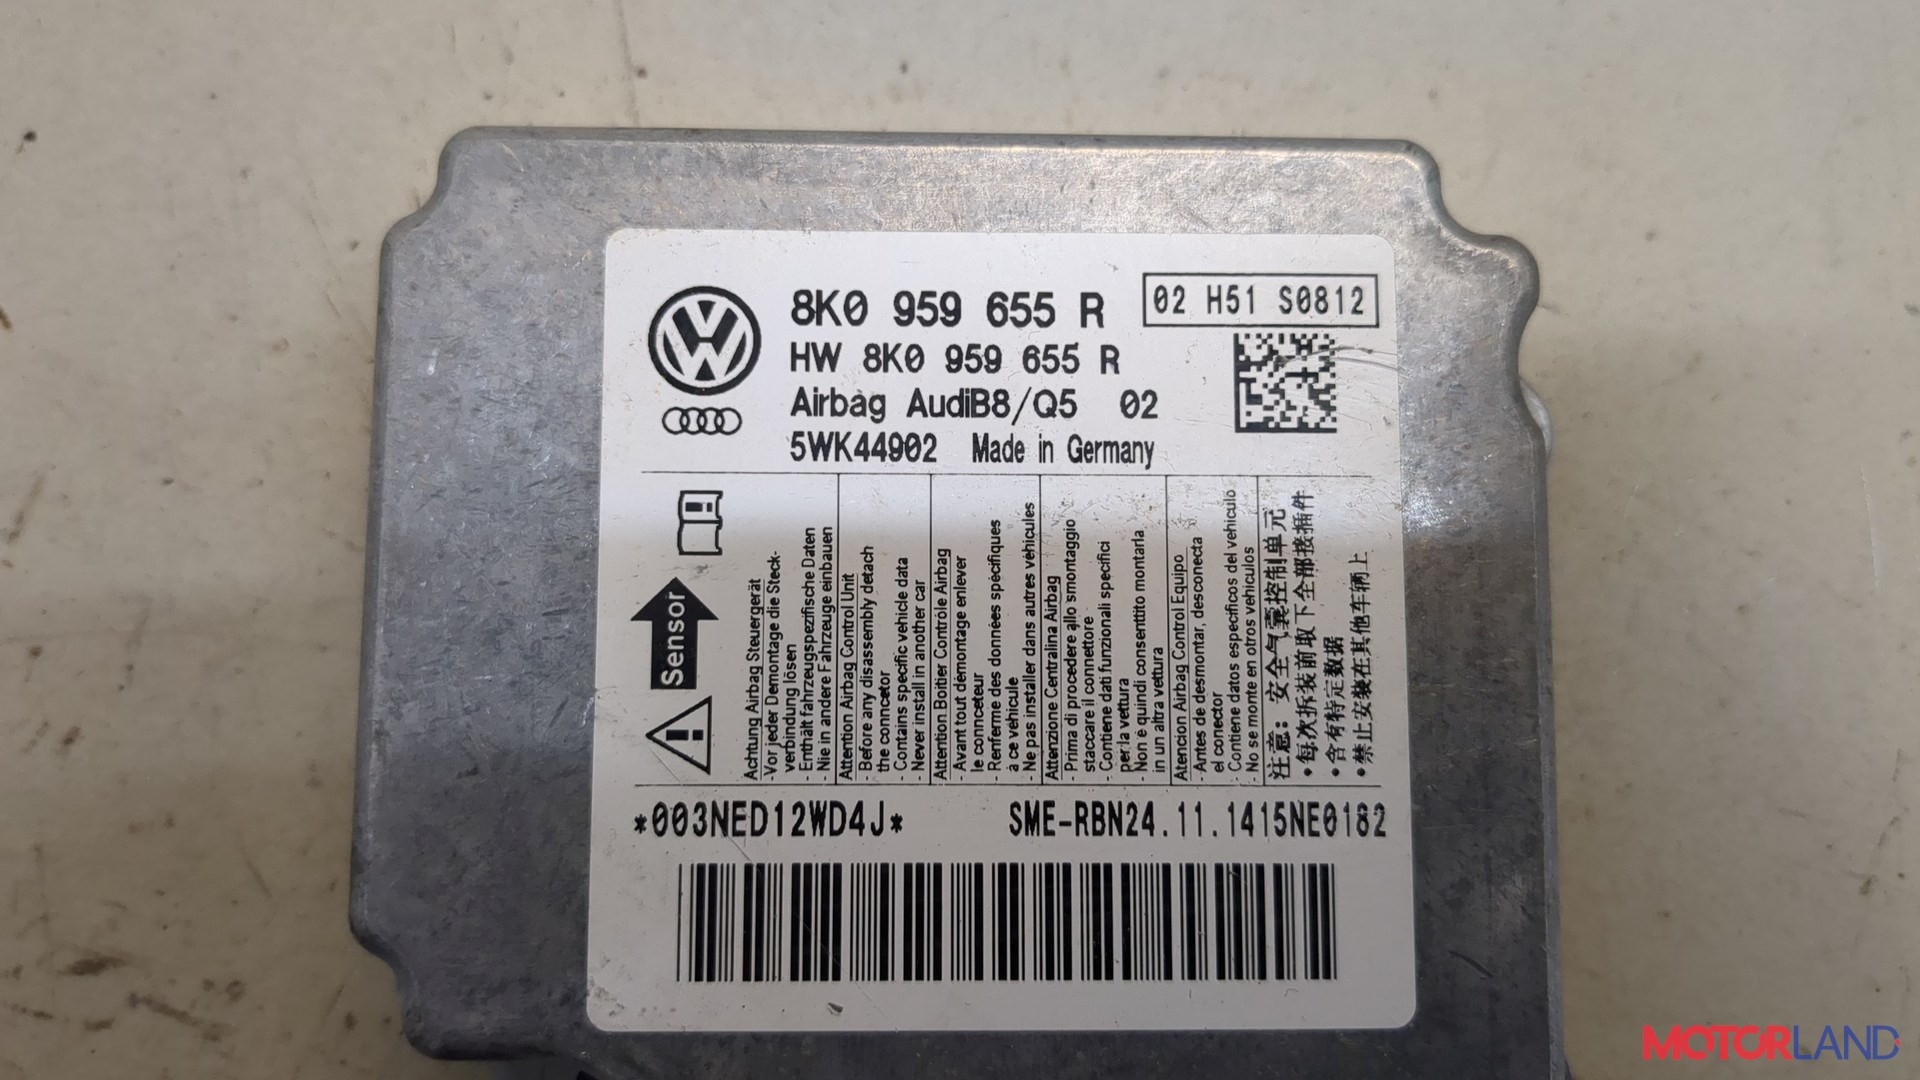 8K0 959 655 R
02 H51 S0812
HW 8K0 959 655 R
Airbag AudiB8/Q5 02
5WK44902 Made in Germany
Sensor
Achtung Airbag Steuergerät
-Vor jeder Demontage die Steck-
verbindung lösen
- Enthält fahrzeugspezifische Daten
- Nie in andere Fahrzeuge einbauen
Attention Airbag Control Unit
- Before any disassembly detach
the conncetor
- Contains specific vehicle data
- Never install in another car
Attention Boitier Contrôle Airbag
- Avant tout démontage enlever
le conceteur
- Renferme des données spécifiques
à ce véhicule
- Ne pas installer dans autres véhicules
Attenzione Centralina Airbag
- Prima di procedere allo smontaggio
staccare il connettore
- Contiene dati funzionali specifici
per la vettura
- Non è quindi consentito montarla
in un altra vettura
Atencion Airbag Control Equipo
- Antes de desmontar, desconecta
el conector
- Contiene datos especificos del vehiculo
- No se monte en otros vehiculos
注意：安全气囊控制单元
•每次拆装前取下全部接插件
•含有特定数据
•禁止安装在其他车辆上
*003NED12WD4J*
SME-RBN24.11.1415NE0182
MOTORLAND